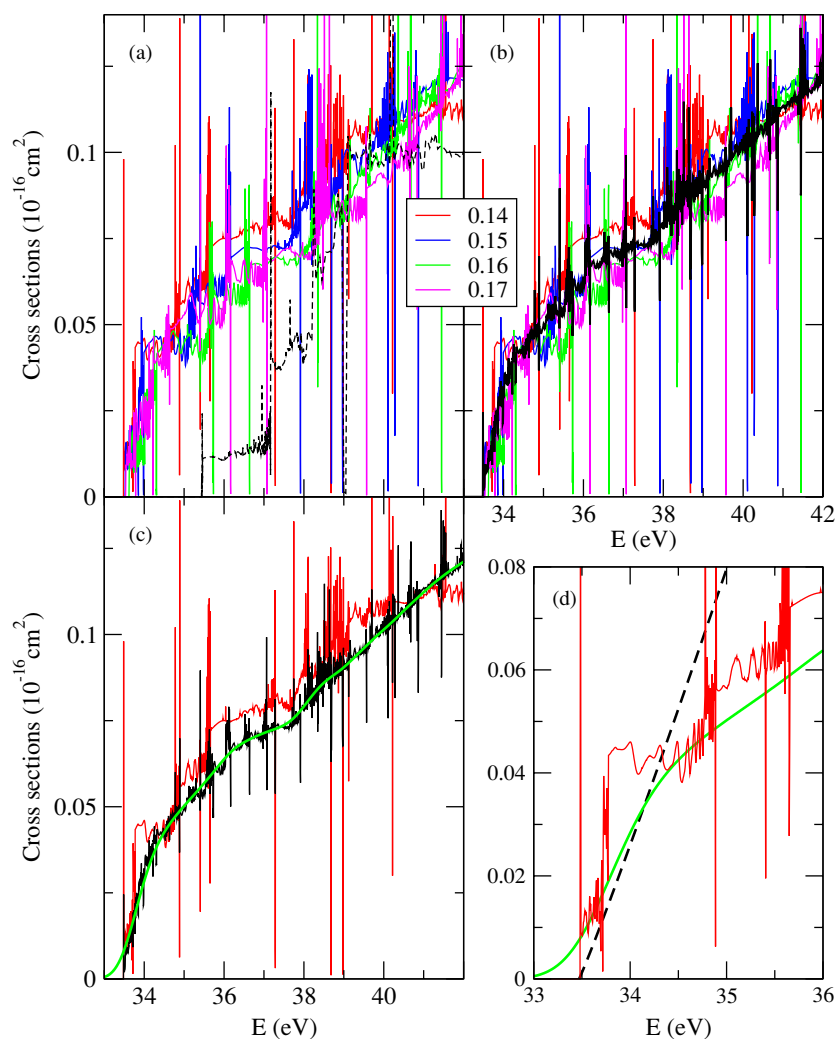 (a)
(b)
0.1
0.05
0
Cross sections (10⁻¹⁶ cm²)
0.14
0.15
0.16
0.17
34 36 38 40 42
E (eV)
(c)
(d)
0.1
0.05
0
Cross sections (10⁻¹⁶ cm²)
34 36 38 40
E (eV)
0.08
0.06
0.04
0.02
0
33 34 35 36
E (eV)